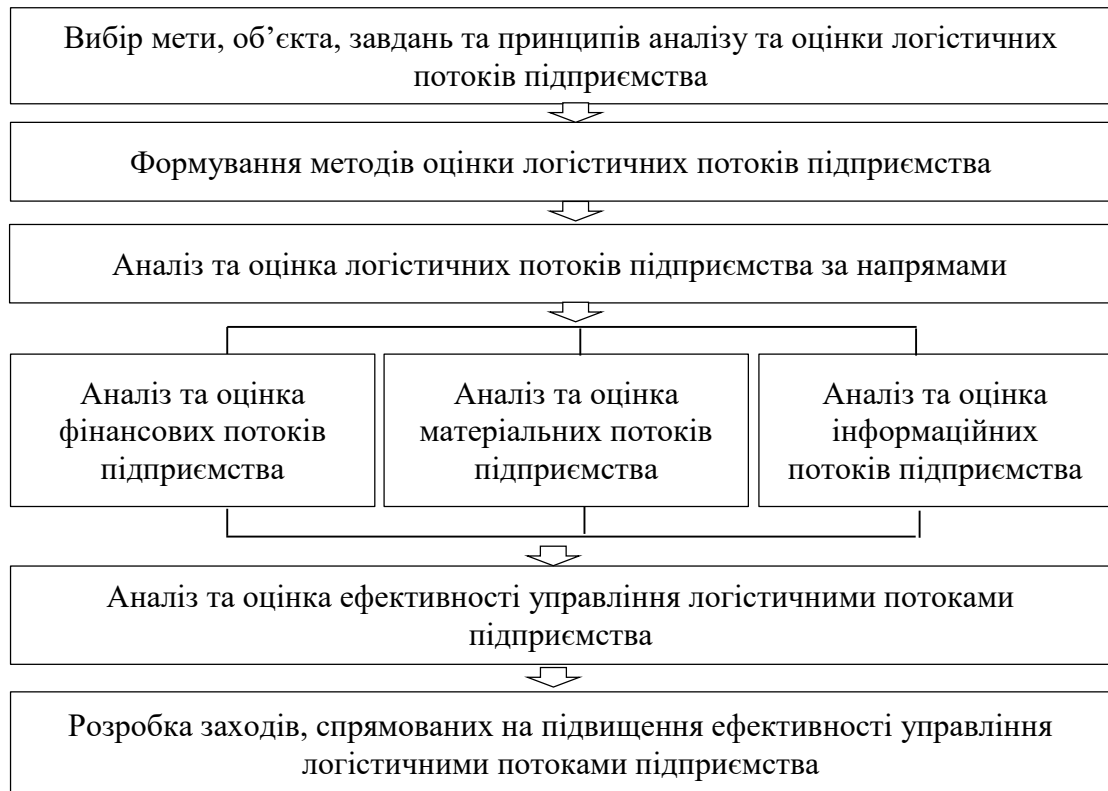 Вибір мети, об’єкта, завдань та принципів аналізу та оцінки логістичних
потоків підприємства
Формування методів оцінки логістичних потоків підприємства
Аналіз та оцінка логістичних потоків підприємства за напрямами
Аналіз та оцінка
фінансових потоків
підприємства
Аналіз та оцінка
матеріальних потоків
підприємства
Аналіз та оцінка
інформаційних
потоків підприємства
Аналіз та оцінка ефективності управління логістичними потоками
підприємства
Розробка заходів, спрямованих на підвищення ефективності управління
логістичними потоками підприємства